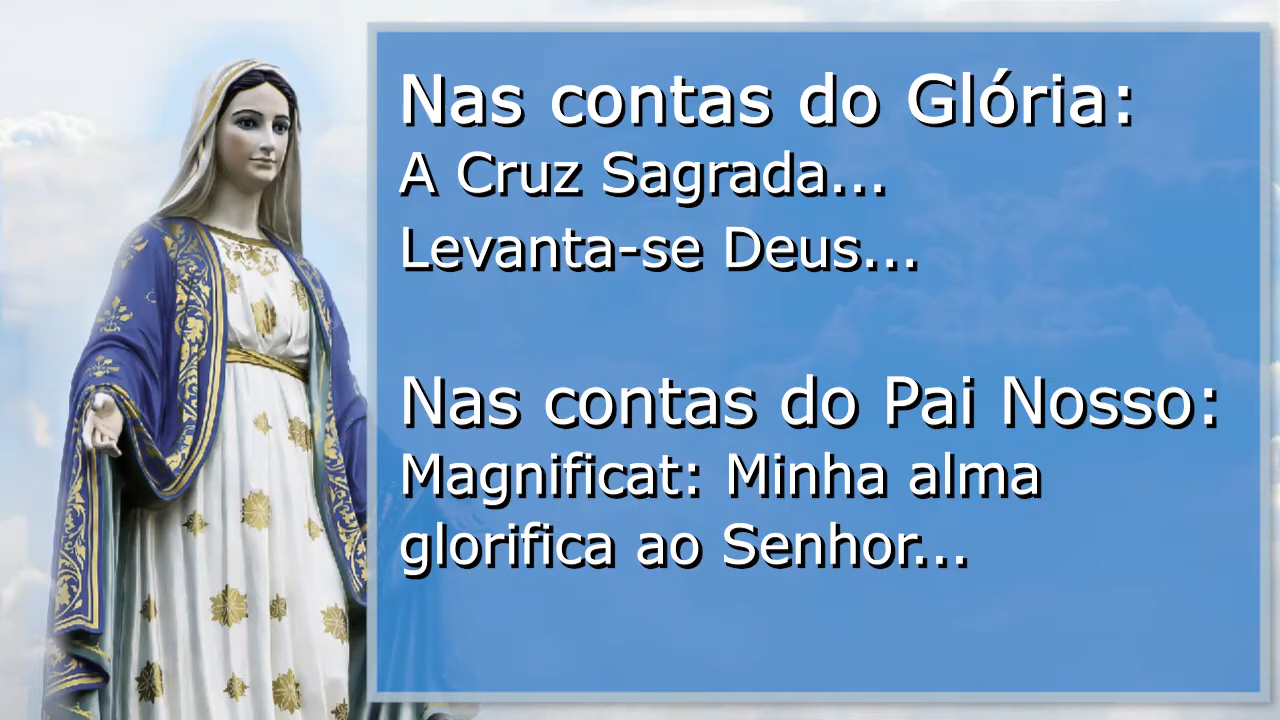 Nas contas do Glória:
A Cruz Sagrada...
Levanta-se Deus...
Nas contas do Pai Nosso:
Magnificat: Minha alma
glorifica ao Senhor...